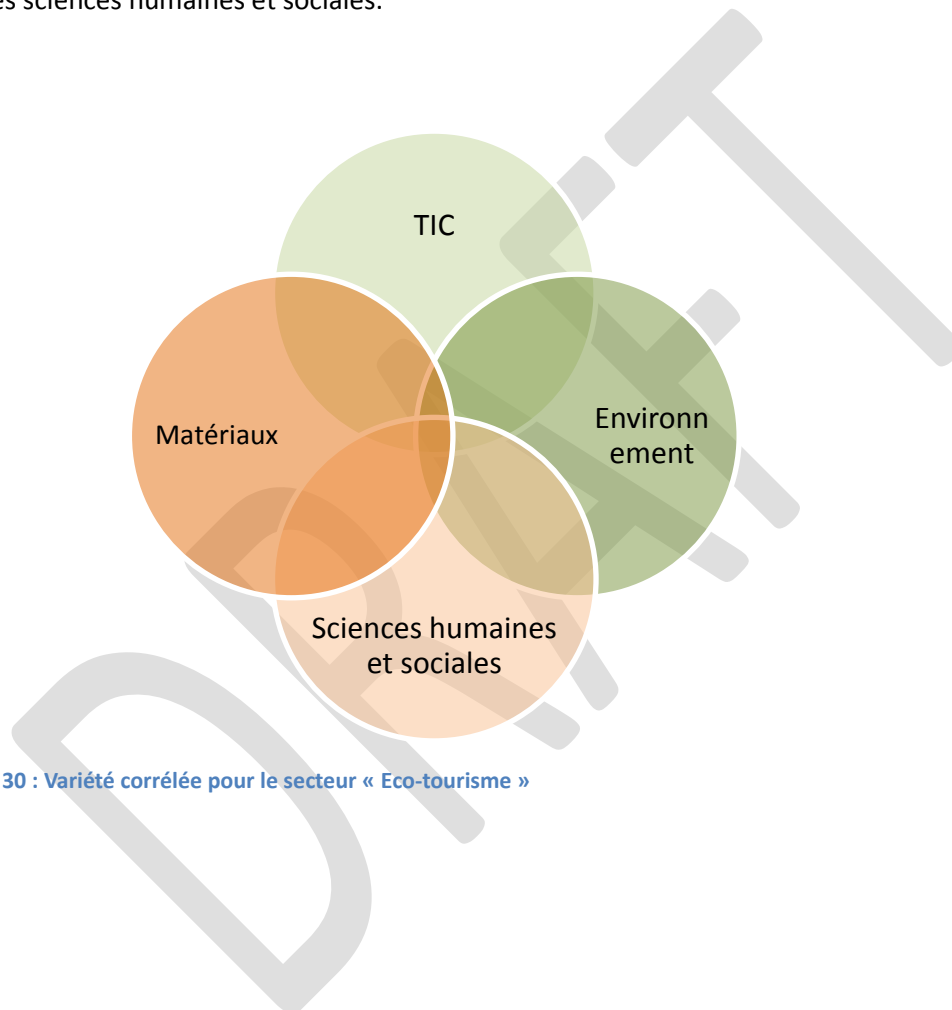 es sciences humaines et sociales.
TIC
Matériaux
Environn
ement
Sciences humaines
et sociales
30 : Variété corrélée pour le secteur « Eco-tourisme »
DRAFT